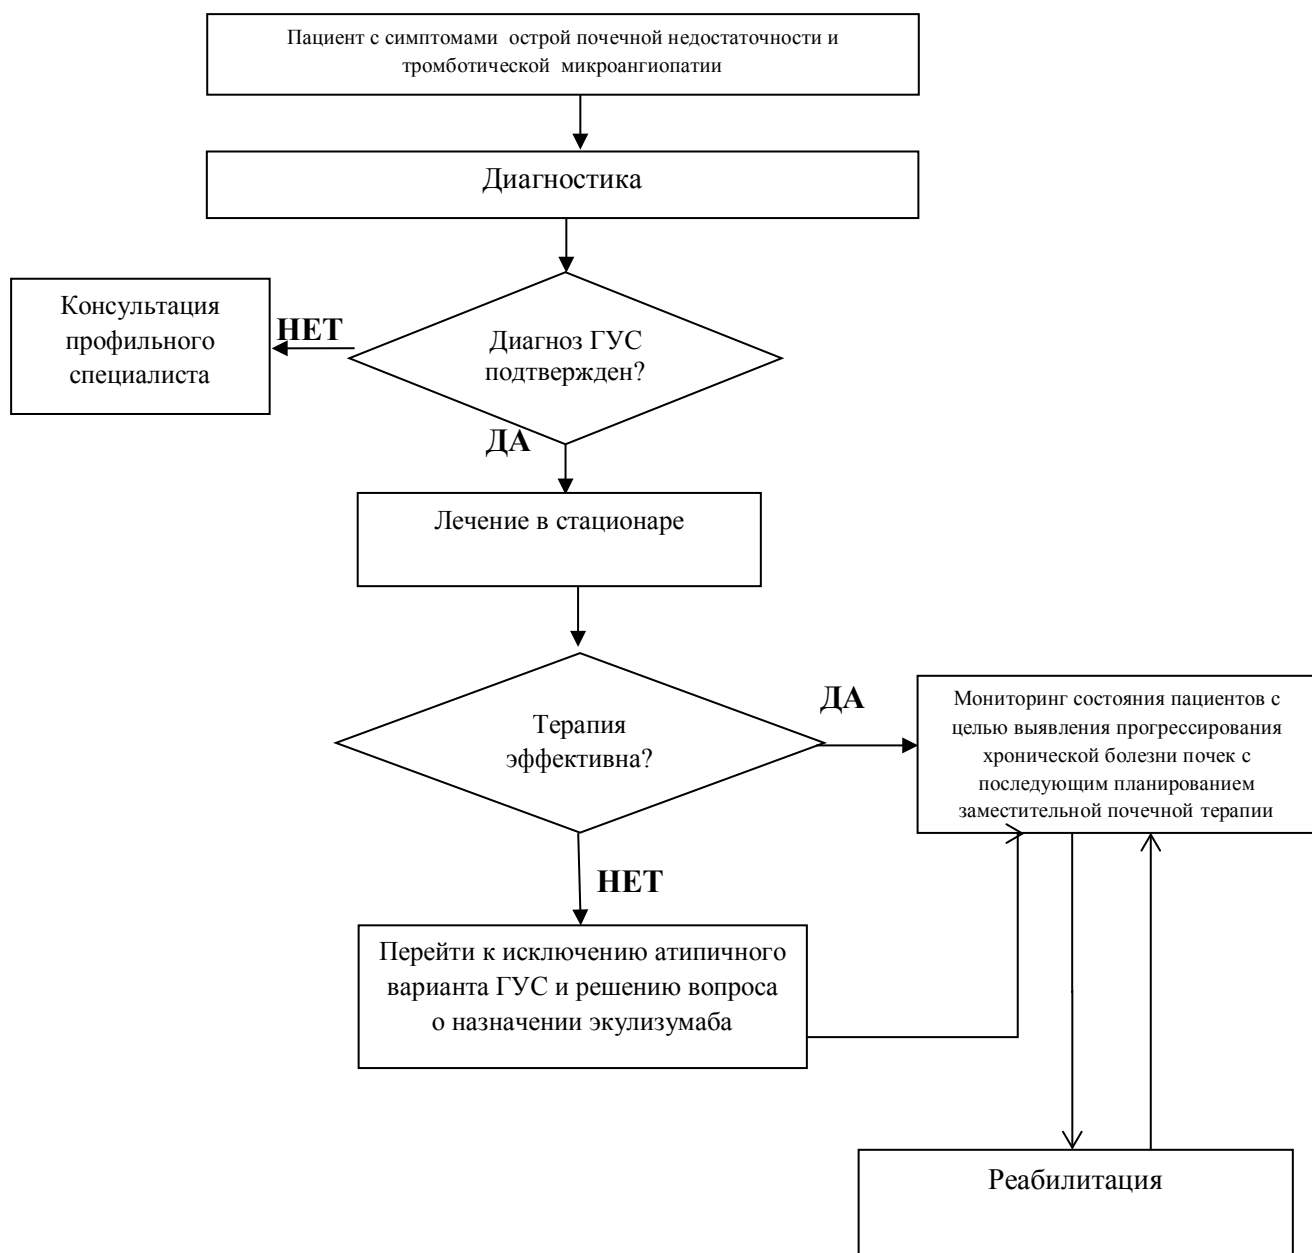 Пациент с симптомами острой почечной недостаточности и
тромботической микроангиопатии
Диагностика
Консультация
профильного
специалиста
НЕТ
Диагноз ГУС
подтвержден?
ДА
Лечение в стационаре
Терапия
эффективна?
ДА
Мониторинг состояния пациентов с
целью выявления прогрессирования
хронической болезни почек с
последующим планированием
заместительной почечной терапии
НЕТ
Перейти к исключению атипичного
варианта ГУС и решению вопроса
о назначении экулизумаба
Реабилитация